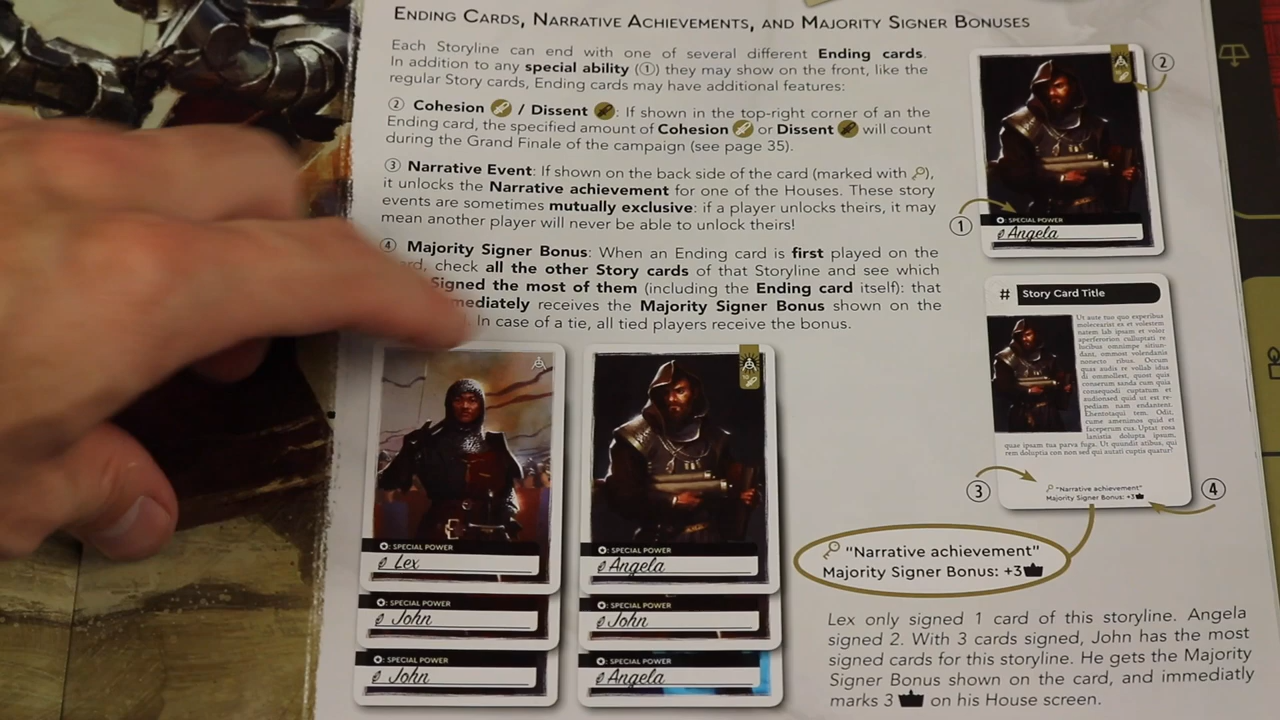 ENDING CARDS, NARRATIVE ACHIEVEMENTS, AND MAJORITY SIGNER BONUSES
Each Storyline can end with one of several different Ending cards.
In addition to any special ability (①) they may show on the front, like the
regular Story cards, Ending cards may have additional features:
② Cohesion / Dissent : If shown in the top-right corner of an the
Ending card, the specified amount of Cohesion or Dissent will count
during the Grand Finale of the campaign (see page 35).
③ Narrative Event: If shown on the back side of the card (marked with ),
it unlocks the Narrative achievement for one of the Houses. These story
events are sometimes mutually exclusive: if a player unlocks theirs, it may
mean another player will never be able to unlock theirs!
④ Majority Signer Bonus: When an Ending card is first played on the
check all the other Story cards of that Storyline and see which
Signed the most of them (including the Ending card itself): that
receives the Majority Signer Bonus shown on the
In case of a tie, all tied players receive the bonus.
②
①
: SPECIAL POWER
Angela
# Story Card Title
③
④
"Narrative achievement"
Majority Signer Bonus: +3
: SPECIAL POWER
Lex
: SPECIAL POWER
John
: SPECIAL POWER
John
: SPECIAL POWER
Angela
: SPECIAL POWER
John
: SPECIAL POWER
Angela
"Narrative achievement"
Majority Signer Bonus: +3
Lex only signed 1 card of this storyline. Angela
signed 2. With 3 cards signed, John has the most
signed cards for this storyline. He gets the Majority
Signer Bonus shown on the card, and immediatly
marks 3 on his House screen.